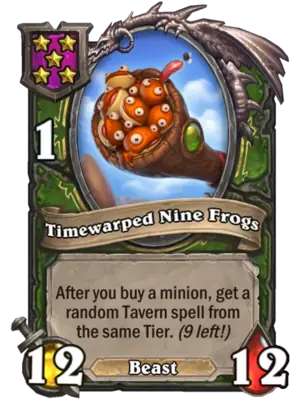 1
Timewarped Nine Frogs
After you buy a minion, get a
random Tavern spell from
the same Tier. (9 left!)
12
Beast
12